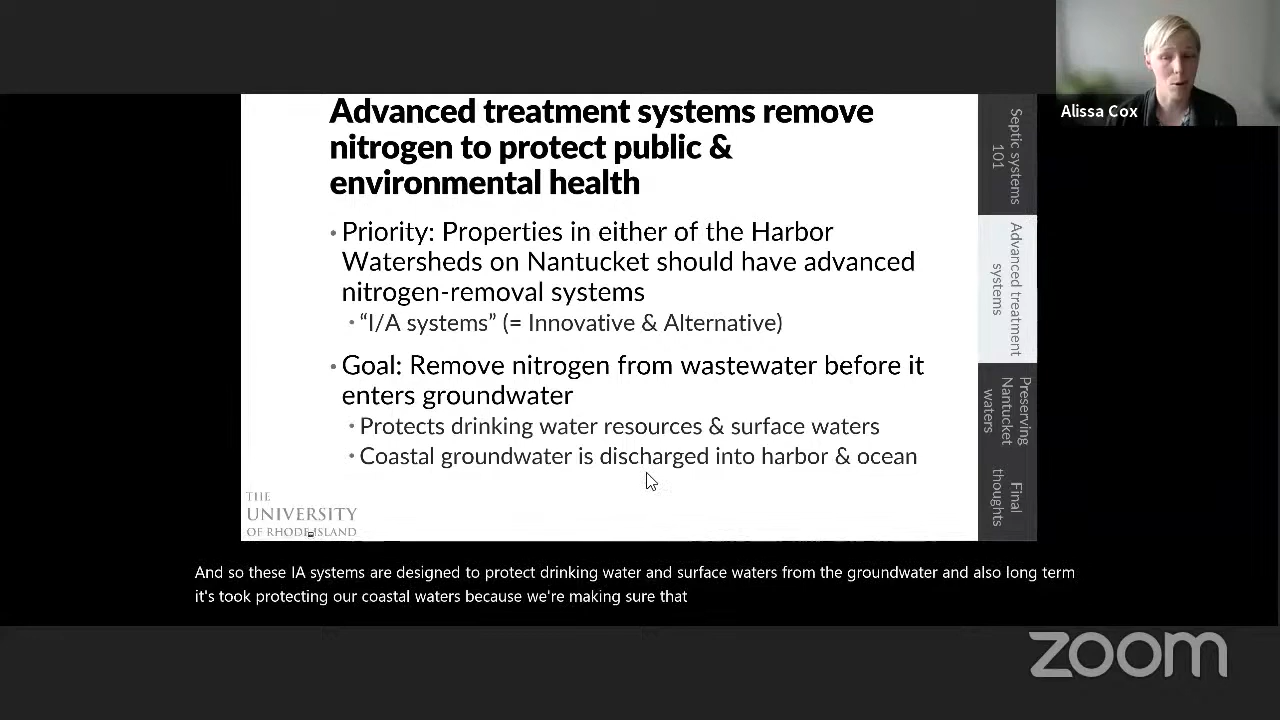 Alissa Cox
Advanced treatment systems remove
nitrogen to protect public &
environmental health
• Priority: Properties in either of the Harbor
Watersheds on Nantucket should have advanced
nitrogen-removal systems
• “I/A systems” (= Innovative & Alternative)
• Goal: Remove nitrogen from wastewater before it
enters groundwater
• Protects drinking water resources & surface waters
• Coastal groundwater is discharged into harbor & ocean
THE
UNIVERSITY
OF RHODE ISLAND
Septic systems
101
Advanced treatment
systems
Preserving
Nantucket
waters
Final
thoughts
And so these IA systems are designed to protect drinking water and surface waters from the groundwater and also long term
it's took protecting our coastal waters because we're making sure that
zoom